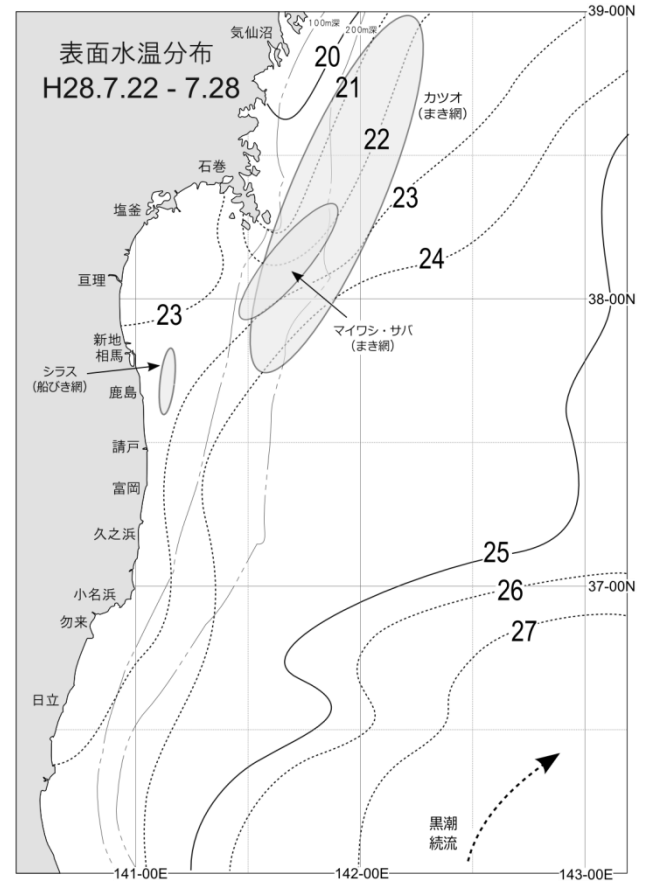 表面水温分布
H28.7.22 - 7.28
気仙沼
100m深
200m深
39-00N
20
21
カツオ
(まき網)
22
石巻
23
塩釜
24
亘理
38-00N
23
マイワシ・サバ
(まき網)
新地
相馬
シラス
(船びき網)
鹿島
請戸
富岡
久之浜
25
小名浜
26
37-00N
勿来
27
日立
黒潮
続流
141-00E
142-00E
143-00E